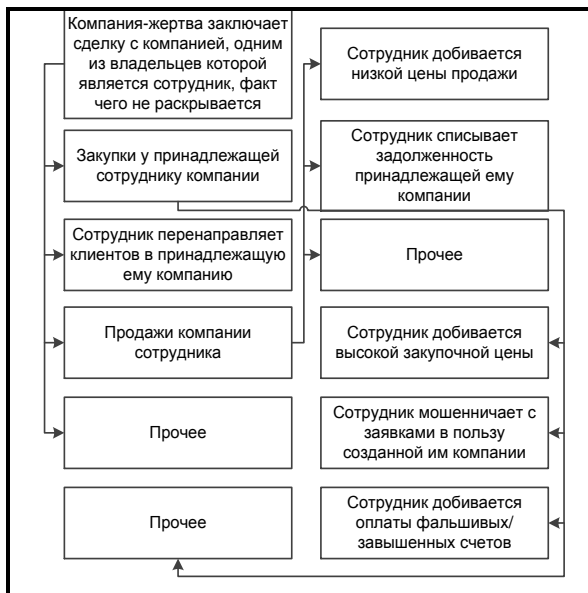 Компания-жертва заключает
сделку с компанией, одним
из владельцев которой
является сотрудник, факт
чего не раскрывается
Сотрудник добивается
низкой цены продажи
Закупки у принадлежащей
сотруднику компании
Сотрудник списывает
задолженность
принадлежащей ему
компании
Сотрудник перенаправляет
клиентов в принадлежащую
ему компанию
Прочее
Продажи компании
сотрудника
Сотрудник добивается
высокой закупочной цены
Прочее
Сотрудник мошенничает с
заявками в пользу
созданной им компании
Прочее
Сотрудник добивается
оплаты фальшивых/
завышенных счетов